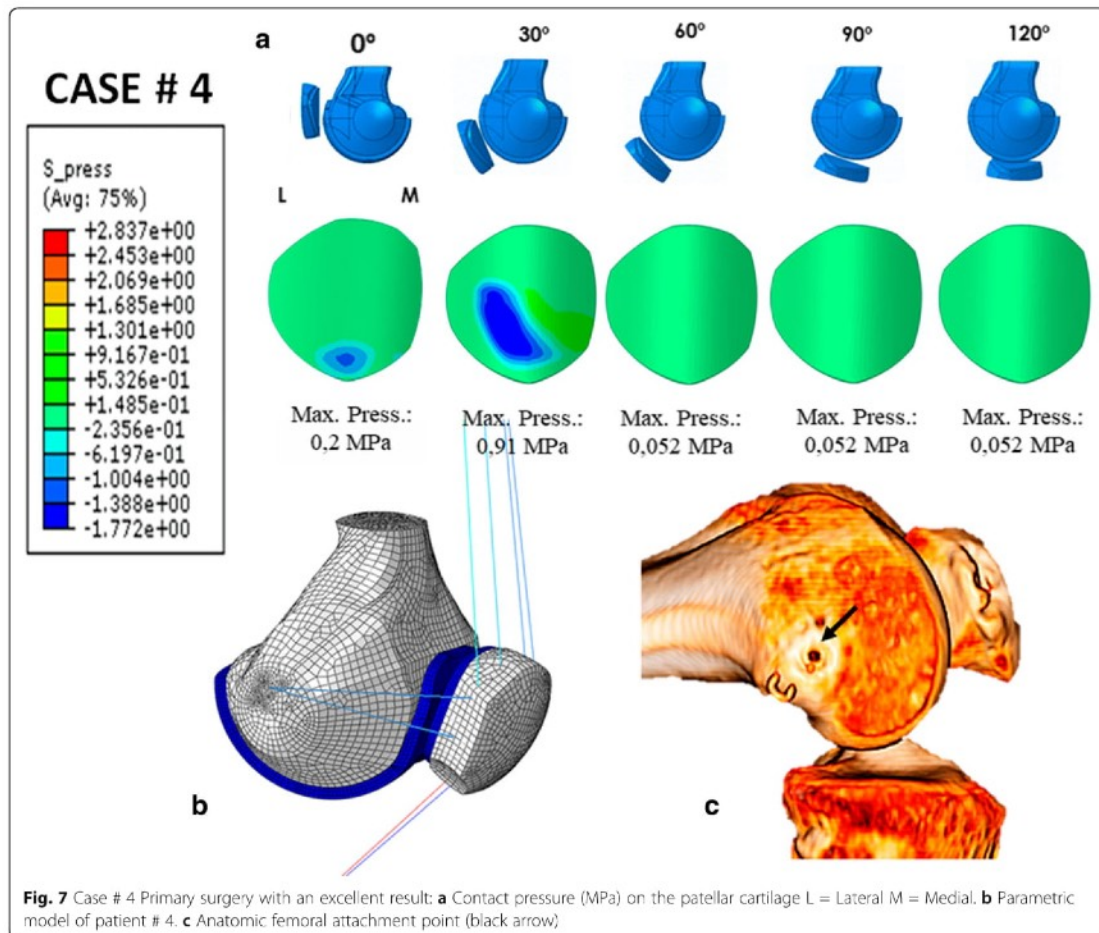 a
0º 30º 60º 90º 120º
CASE # 4
S_press
(Avg: 75%)
+2.837e+00
+2.453e+00
+2.069e+00
+1.685e+00
+1.301e+00
+9.167e-01
+5.326e-01
+1.485e-01
-2.356e-01
-6.197e-01
-1.004e+00
-1.388e+00
-1.772e+00
L M
Max. Press.: Max. Press.: Max. Press.: Max. Press.: Max. Press.:
0,2 MPa 0,91 MPa 0,052 MPa 0,052 MPa 0,052 MPa
b c
Fig. 7 Case # 4 Primary surgery with an excellent result: a Contact pressure (MPa) on the patellar cartilage L = Lateral M = Medial. b Parametric
model of patient # 4. c Anatomic femoral attachment point (black arrow)